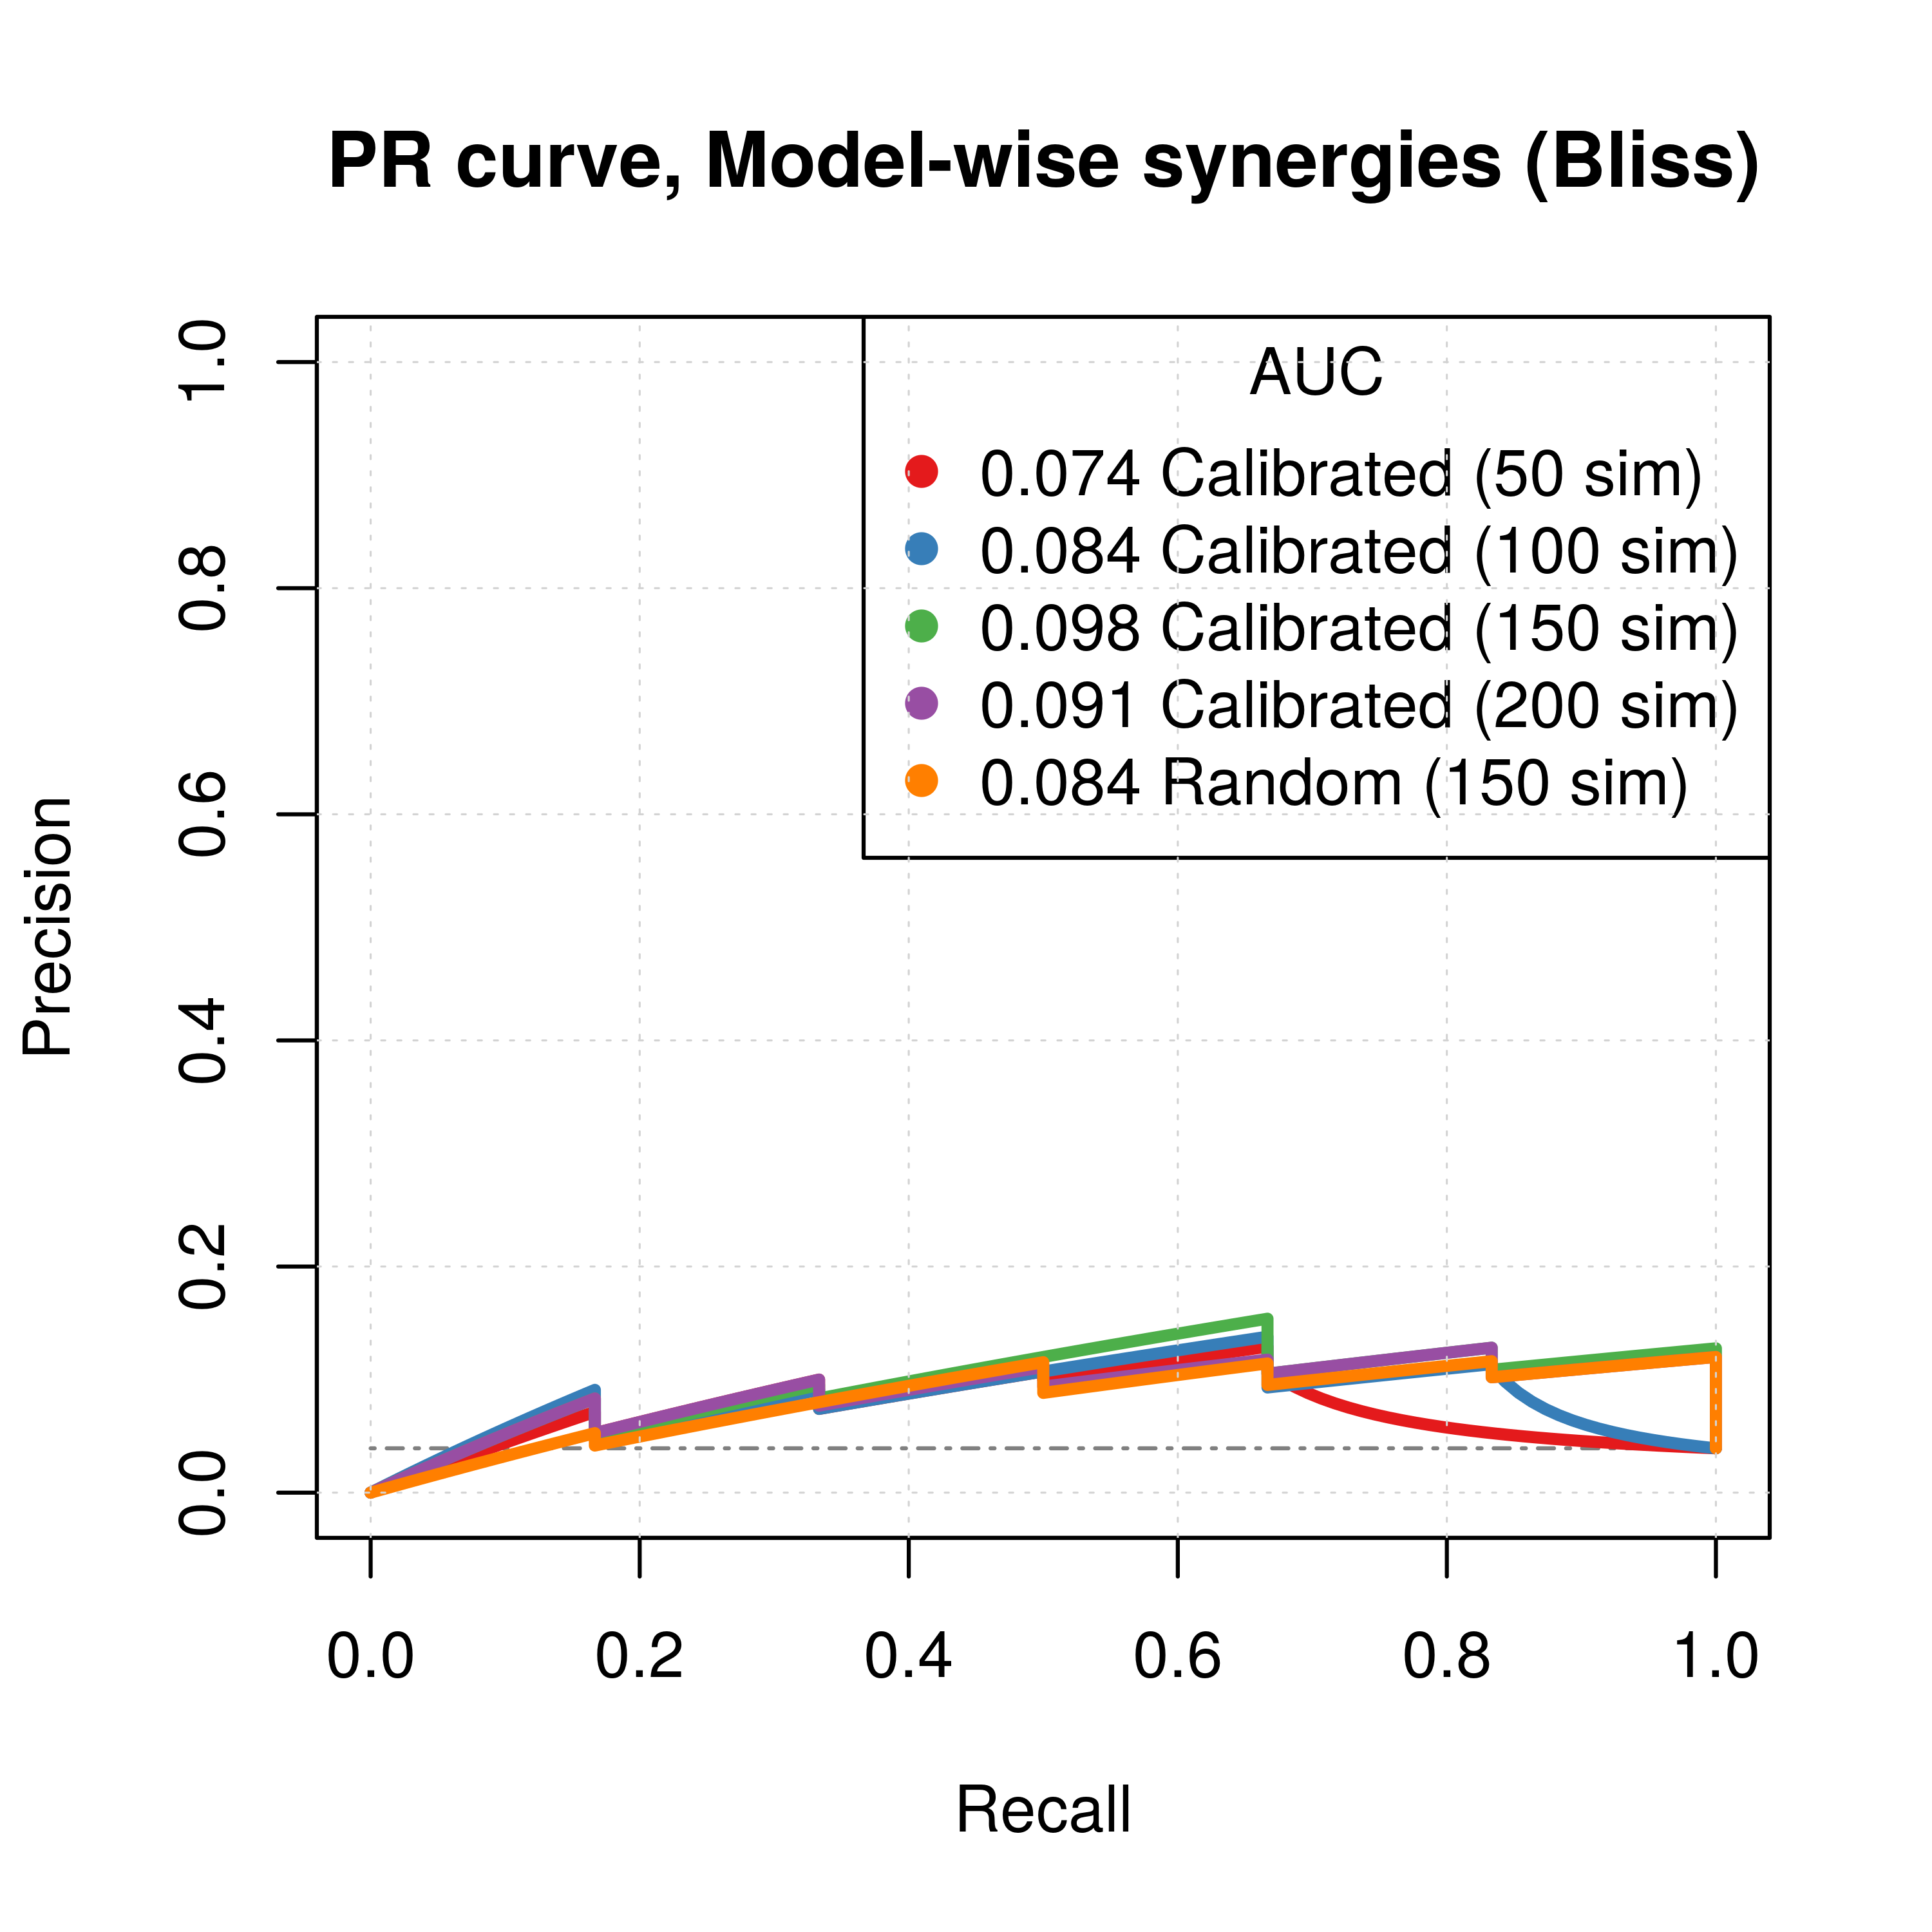 PR curve, Model-wise synergies (Bliss)
AUC
0.074 Calibrated (50 sim)
0.084 Calibrated (100 sim)
0.098 Calibrated (150 sim)
0.091 Calibrated (200 sim)
0.084 Random (150 sim)
Precision
1.0
0.8
0.6
0.4
0.2
0.0
0.0 0.2 0.4 0.6 0.8 1.0
Recall